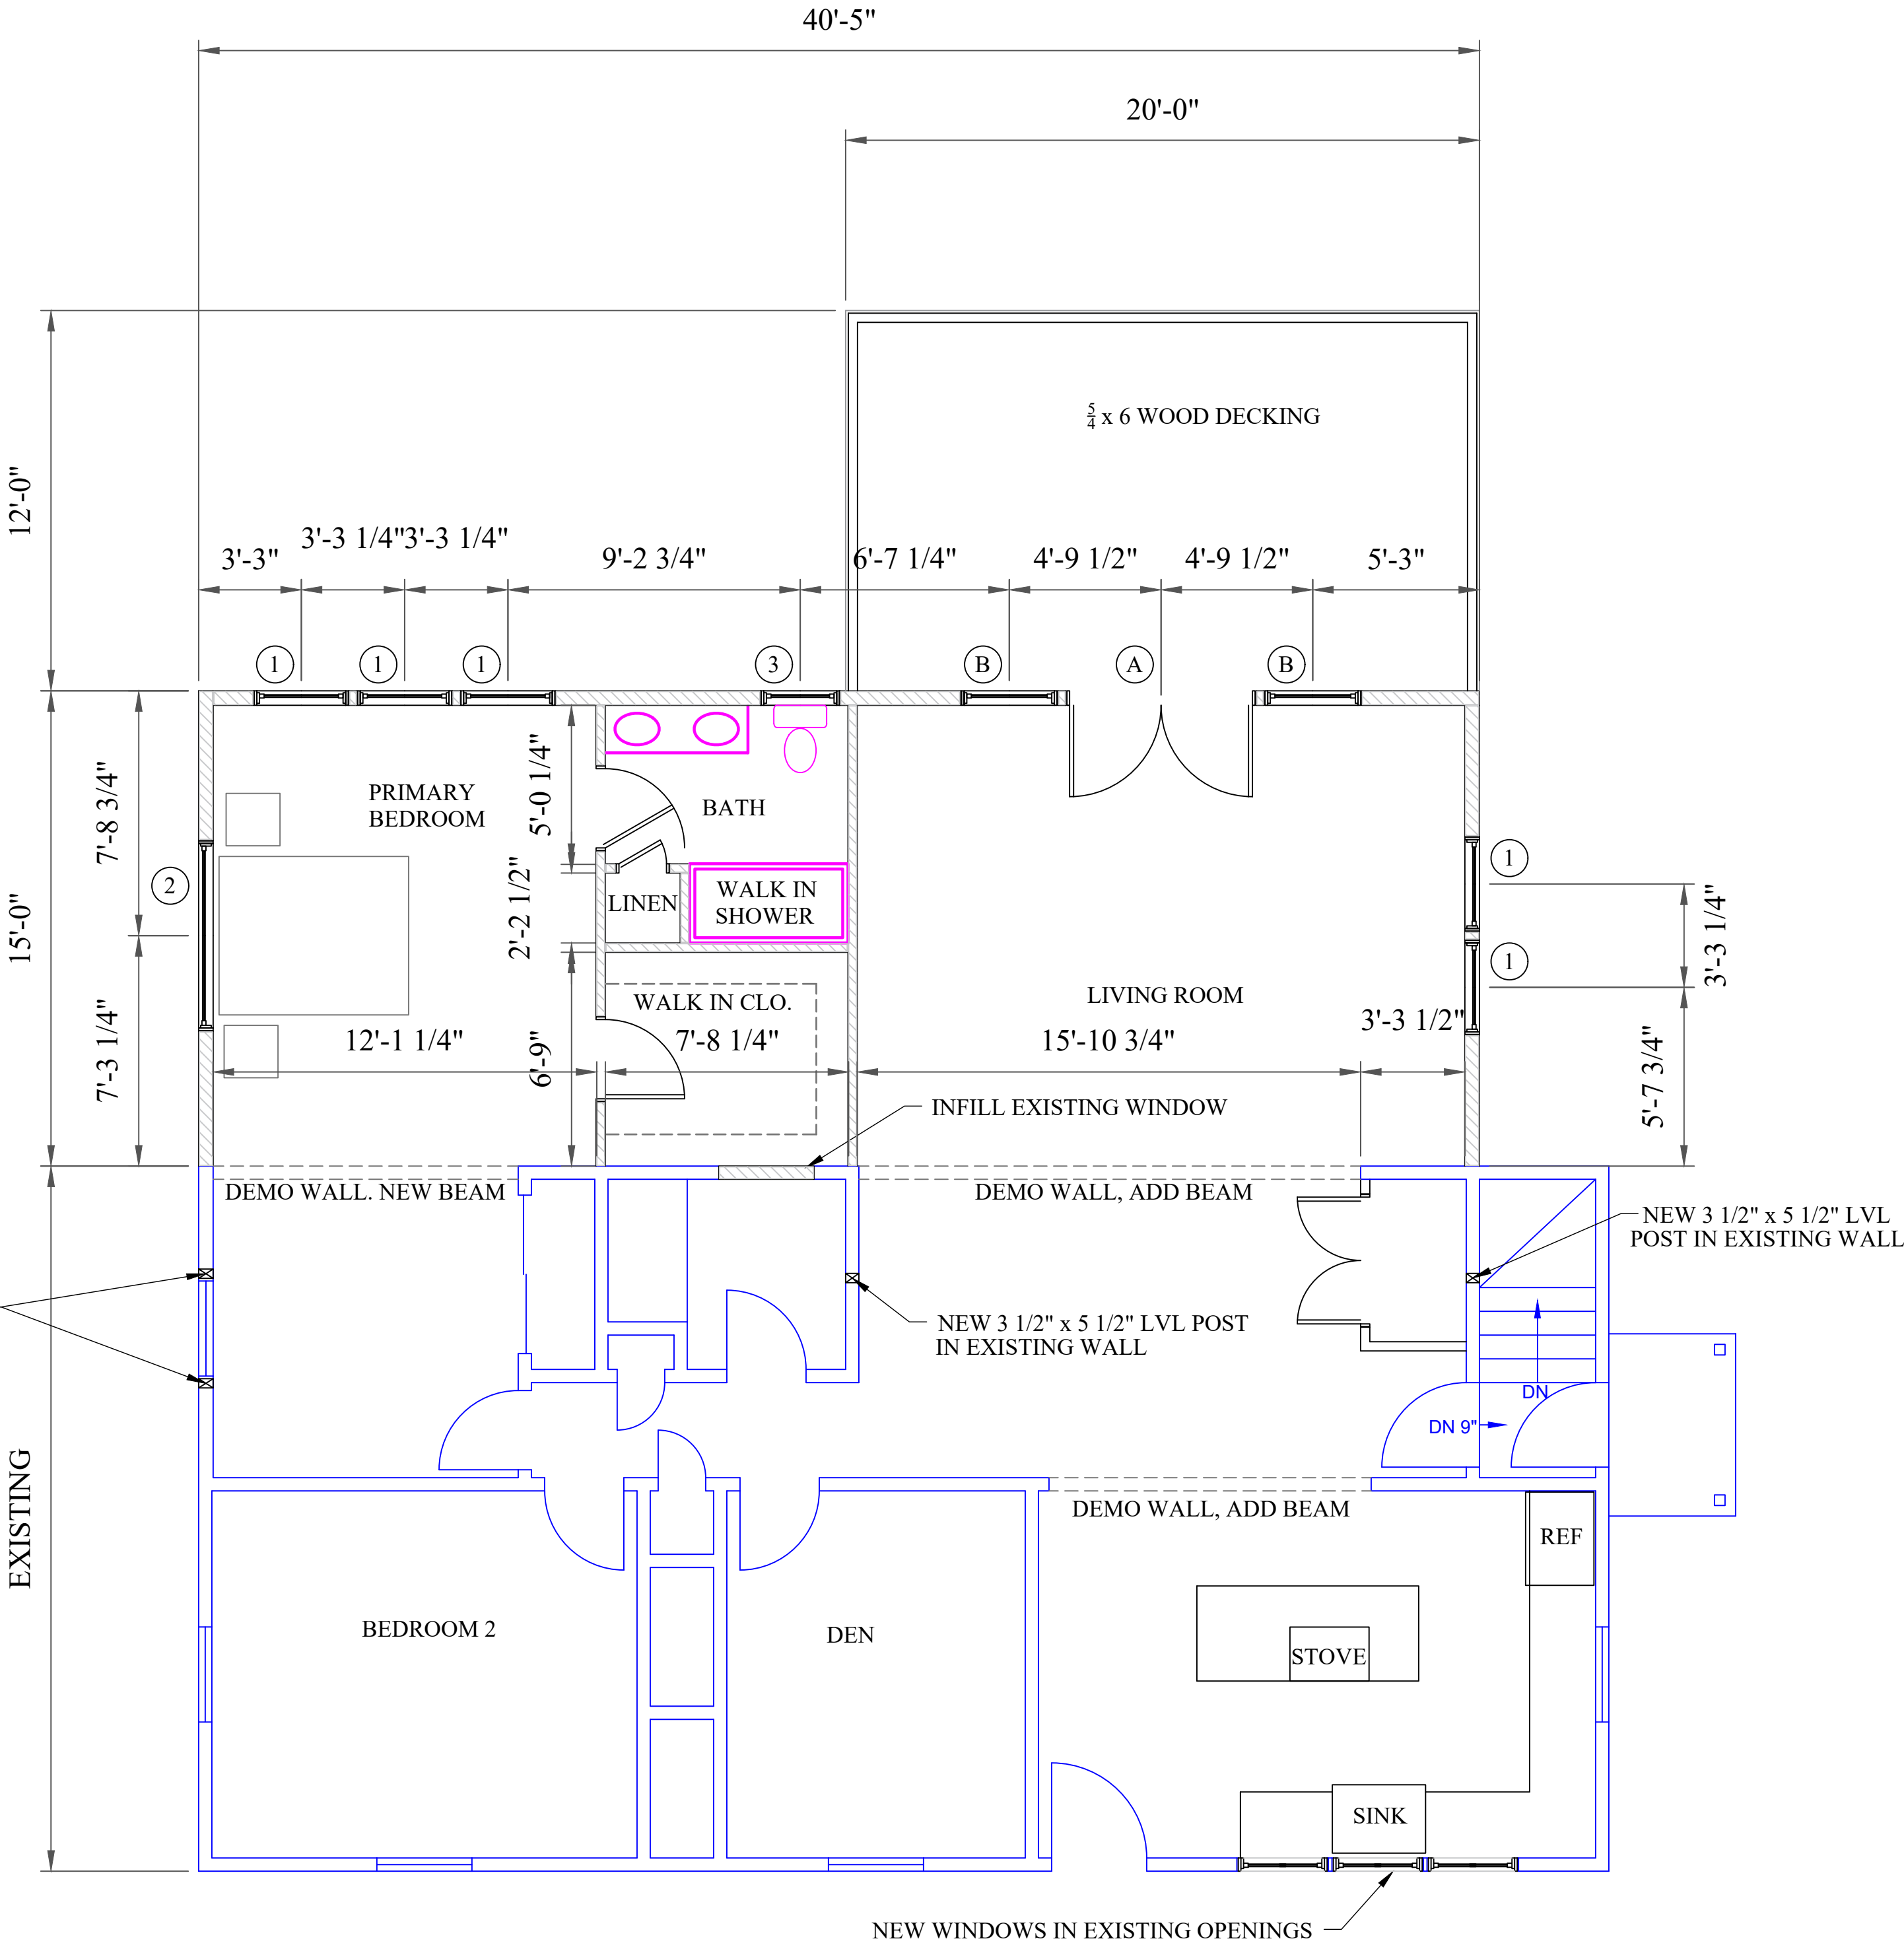 40'-5"
20'-0"
5/4 x 6 WOOD DECKING
12'-0"
3'-3"
3'-3 1/4"
3'-3 1/4"
9'-2 3/4"
6'-7 1/4"
4'-9 1/2"
4'-9 1/2"
5'-3"
1
1
1
3
B
A
B
PRIMARY
BEDROOM
5'-0 1/4"
BATH
7'-8 3/4"
2
1
15'-0"
2'-2 1/2"
LINEN
WALK IN
SHOWER
3'-3 1/4"
1
LIVING ROOM
WALK IN CLO.
7'-3 1/4"
12'-1 1/4"
6'-9"
7'-8 1/4"
15'-10 3/4"
3'-3 1/2"
5'-7 3/4"
INFILL EXISTING WINDOW
DEMO WALL. NEW BEAM
DEMO WALL, ADD BEAM
NEW 3 1/2" x 5 1/2" LVL
POST IN EXISTING WALL
NEW 3 1/2" x 5 1/2" LVL POST
IN EXISTING WALL
DN
DN 9"
EXISTING
DEMO WALL, ADD BEAM
REF
BEDROOM 2
DEN
STOVE
SINK
NEW WINDOWS IN EXISTING OPENINGS